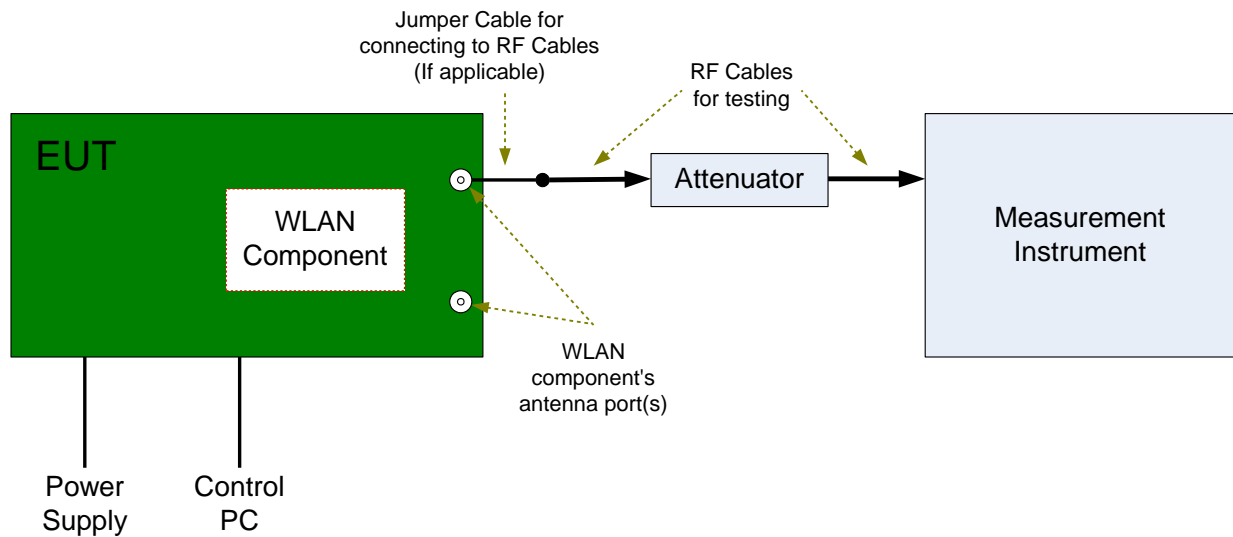 Jumper Cable for
connecting to RF Cables
(If applicable)
RF Cables
for testing
EUT
WLAN
Component
Attenuator
Measurement
Instrument
WLAN
component's
antenna port(s)
Power
Supply
Control
PC